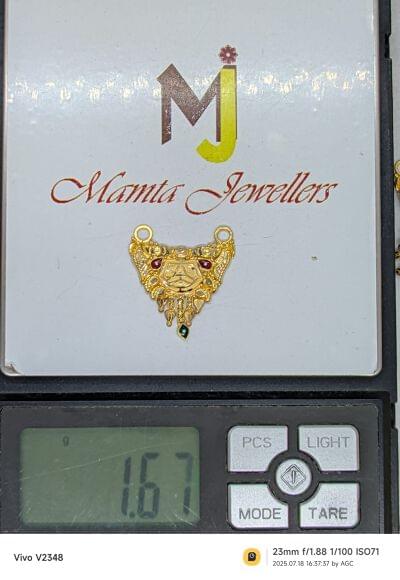 MJ
Mamta Jewellers
g
1.67
PCS
LIGHT
MODE
TARE
Vivo V2348
23mm f/1.88 1/100 ISO71
2025.07.18 16:37:37 by AGC